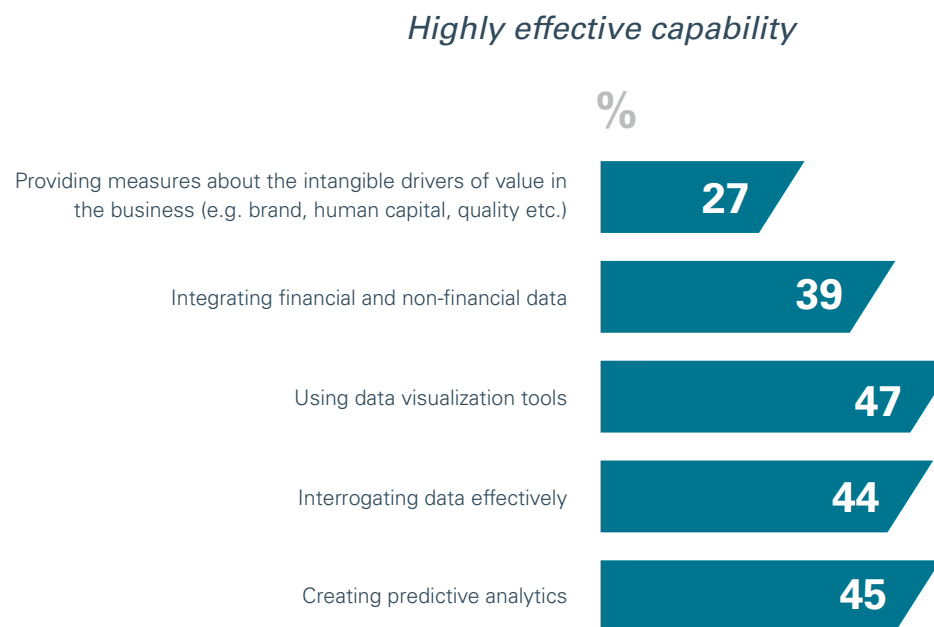 Highly effective capability
%
Providing measures about the intangible drivers of value in
the business (e.g. brand, human capital, quality etc.)
27
Integrating financial and non-financial data
39
Using data visualization tools
47
Interrogating data effectively
44
Creating predictive analytics
45